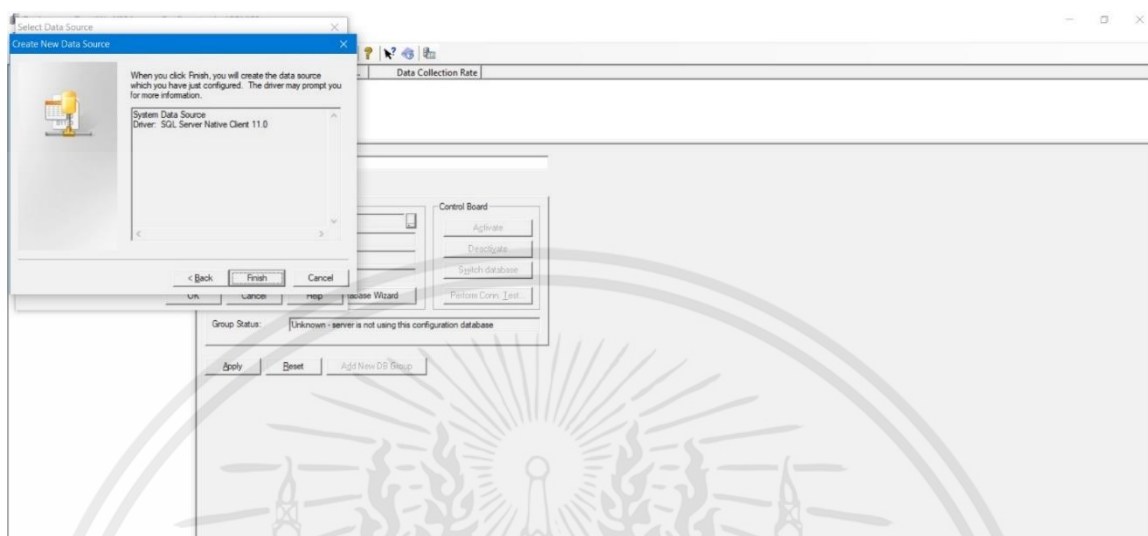 Select Data Source
Create New Data Source
When you click Finish, you will create the data source
which you have just configured. The driver may prompt you
for more information.
System Data Source
Driver: SQL Server Native Client 11.0
< Back
Finish
Cancel
OK
Cancel
Help
abase Wizard
Data Collection Rate
Control Board
Activate
Deactivate
Switch database
Perform Conn. Test...
Group Status:
Unknown - server is not using this configuration database
Apply
Reset
Add New DB Group